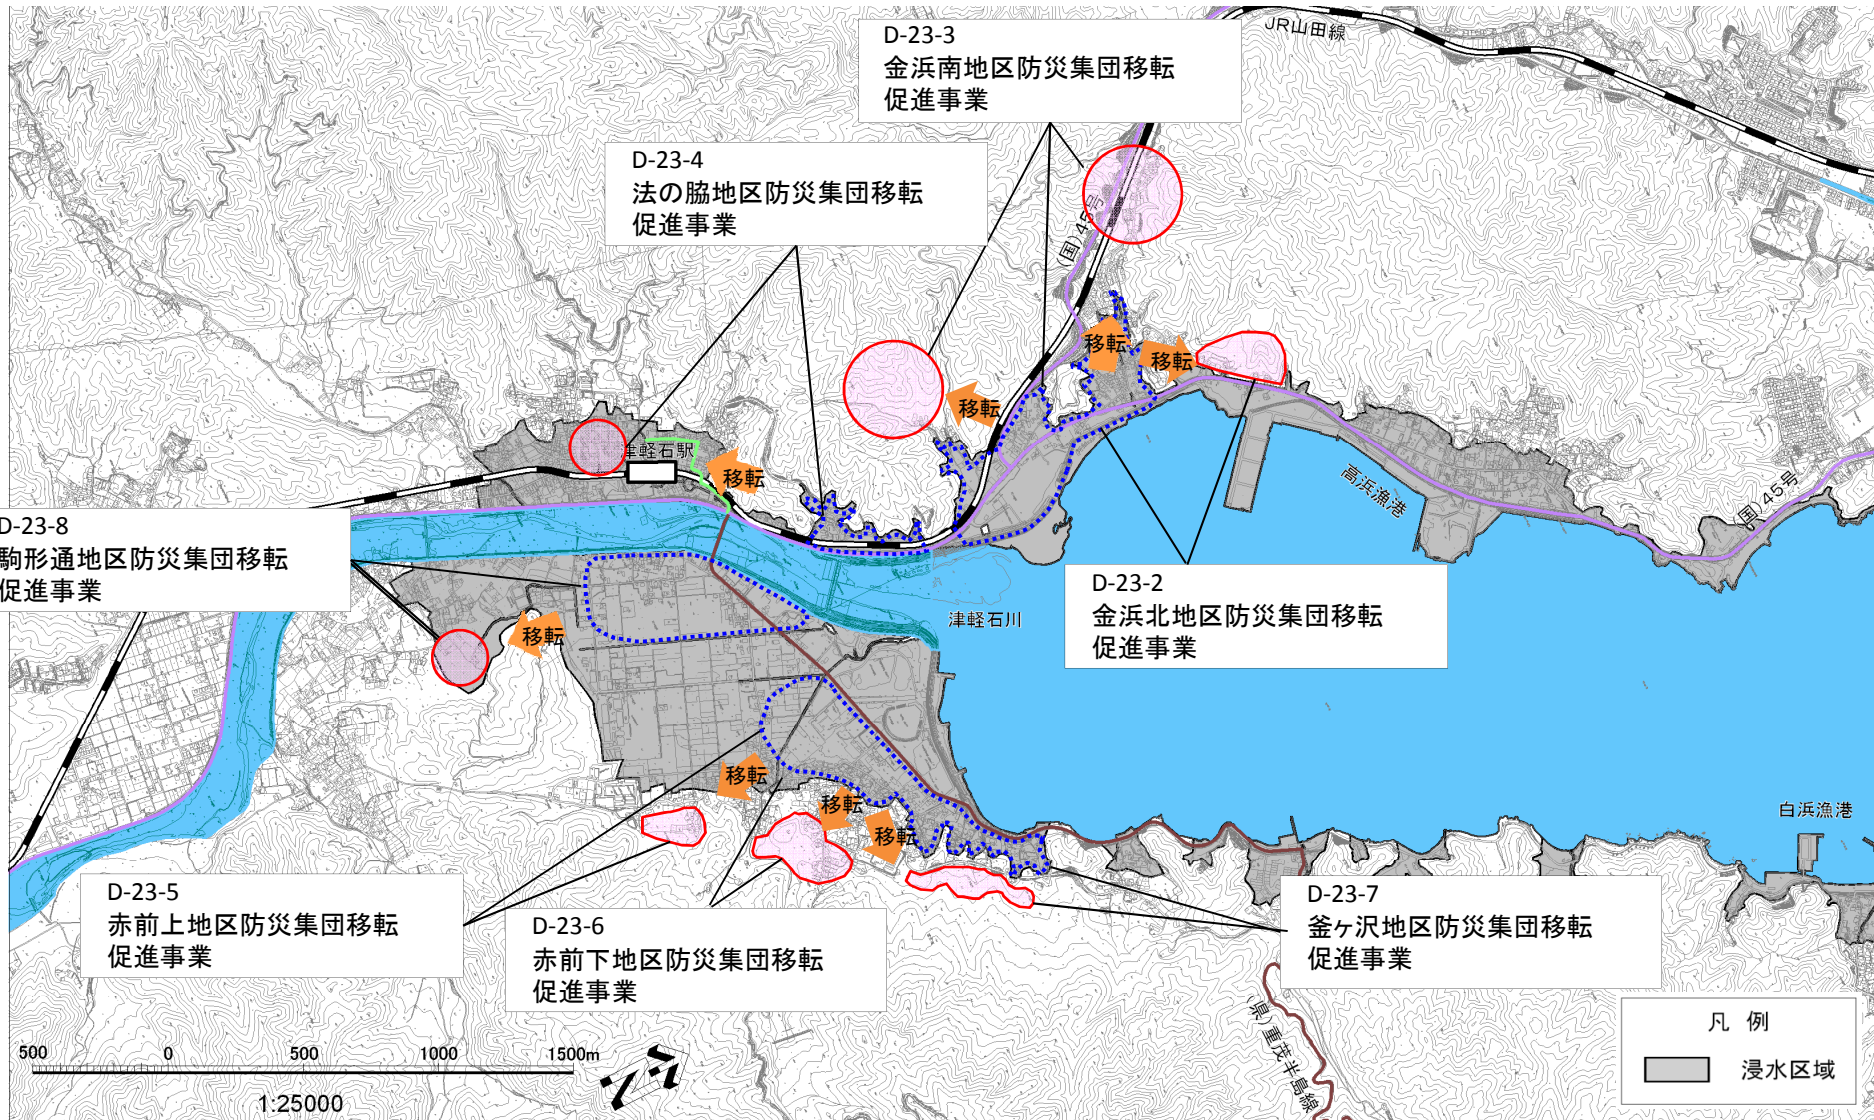 D-23-3
金浜南地区防災集団移転
促進事業
JR山田線
D-23-4
法の脇地区防災集団移転
促進事業
(国)45号
移転
移転
移転
津軽石駅
移転
高浜漁港
(国)45号
D-23-8
駒形通地区防災集団移転
促進事業
D-23-2
金浜北地区防災集団移転
促進事業
津軽石川
移転
移転
移転
移転
白浜漁港
D-23-5
赤前上地区防災集団移転
促進事業
D-23-6
赤前下地区防災集団移転
促進事業
D-23-7
釜ヶ沢地区防災集団移転
促進事業
(県)重茂半島線
凡 例
浸水区域
500 0 500 1000 1500m
1:25000